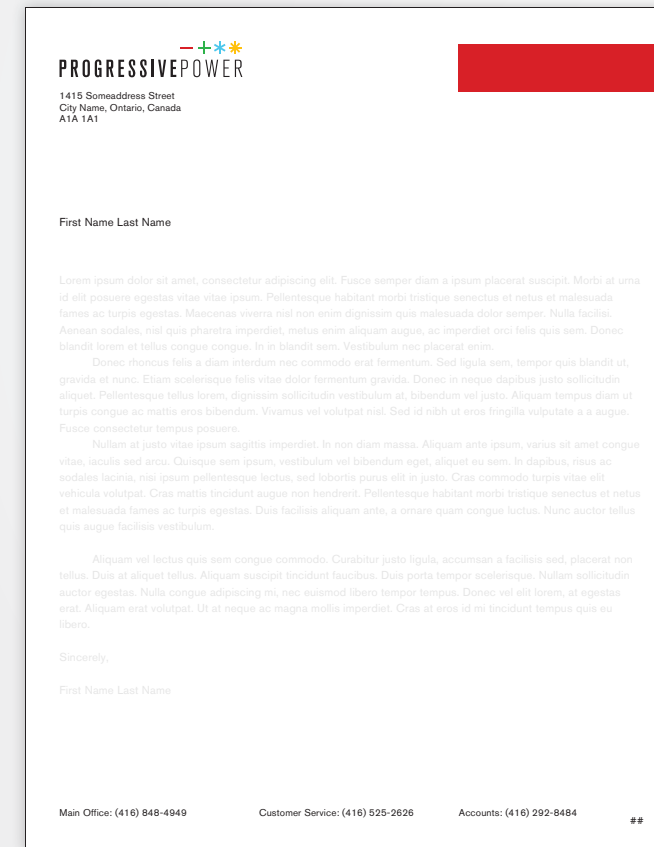 PROGRESSIVEPOWER
1415 Someaddress Street
City Name, Ontario, Canada
A1A 1A1
First Name Last Name
Lorem ipsum dolor sit amet, consectetur adipiscing elit. Fusce semper diam a ipsum placerat suscipit. Morbi at urna
id elit posuere egestas vitae vitae ipsum. Pellentesque habitant morbi tristique senectus et netus et malesuada
fames ac turpis egestas. Maecenas viverra nisl non enim dignissim quis malesuada dolor semper. Nulla facilisi.
Aenean sodales, nisl quis pharetra imperdiet, metus enim aliquam augue, ac imperdiet orci felis quis sem. Donec
blandit lorem et tellus congue congue. In in blandit sem. Vestibulum nec placerat enim.
Donec rhoncus felis a diam interdum nec commodo erat fermentum. Sed ligula sem, tempor quis blandit ut,
gravida et nunc. Etiam scelerisque felis vitae dolor fermentum gravida. Donec in neque dapibus justo sollicitudin
aliquet. Pellentesque tellus lorem, dignissim sollicitudin vestibulum at, bibendum vel justo. Aliquam tempus diam ut
turpis congue ac mattis eros bibendum. Vivamus vel volutpat nisl. Sed id nibh ut eros fringilla vulputate a a augue.
Fusce consectetur tempus posuere.
Nullam at justo vitae ipsum sagittis imperdiet. In non diam massa. Aliquam ante ipsum, varius sit amet congue
vitae, iaculis sed arcu. Quisque sem ipsum, vestibulum vel bibendum eget, aliquet eu sem. In dapibus, risus ac
sodales lacinia, nisi ipsum pellentesque lectus, sed lobortis purus elit in justo. Cras commodo turpis vitae elit
vehicula volutpat. Cras mattis tincidunt augue non hendrerit. Pellentesque habitant morbi tristique senectus et netus
et malesuada fames ac turpis egestas. Duis facilisis aliquam ante, a ornare quam congue luctus. Nunc auctor tellus
quis augue facilisis vestibulum.
Aliquam vel lectus quis sem congue commodo. Curabitur justo ligula, accumsan a facilisis sed, placerat non
tellus. Duis at aliquet tellus. Aliquam suscipit tincidunt faucibus. Duis porta tempor scelerisque. Nullam sollicitudin
auctor egestas. Nulla congue adipiscing mi, nec euismod libero tempor tempus. Donec vel elit lorem, at egestas
erat. Aliquam erat volutpat. Ut at neque ac magna mollis imperdiet. Cras at eros id mi tincidunt tempus quis eu
libero.
Sincerely,
First Name Last Name
Main Office: (416) 848-4949 Customer Service: (416) 525-2626 Accounts: (416) 292-8484
##